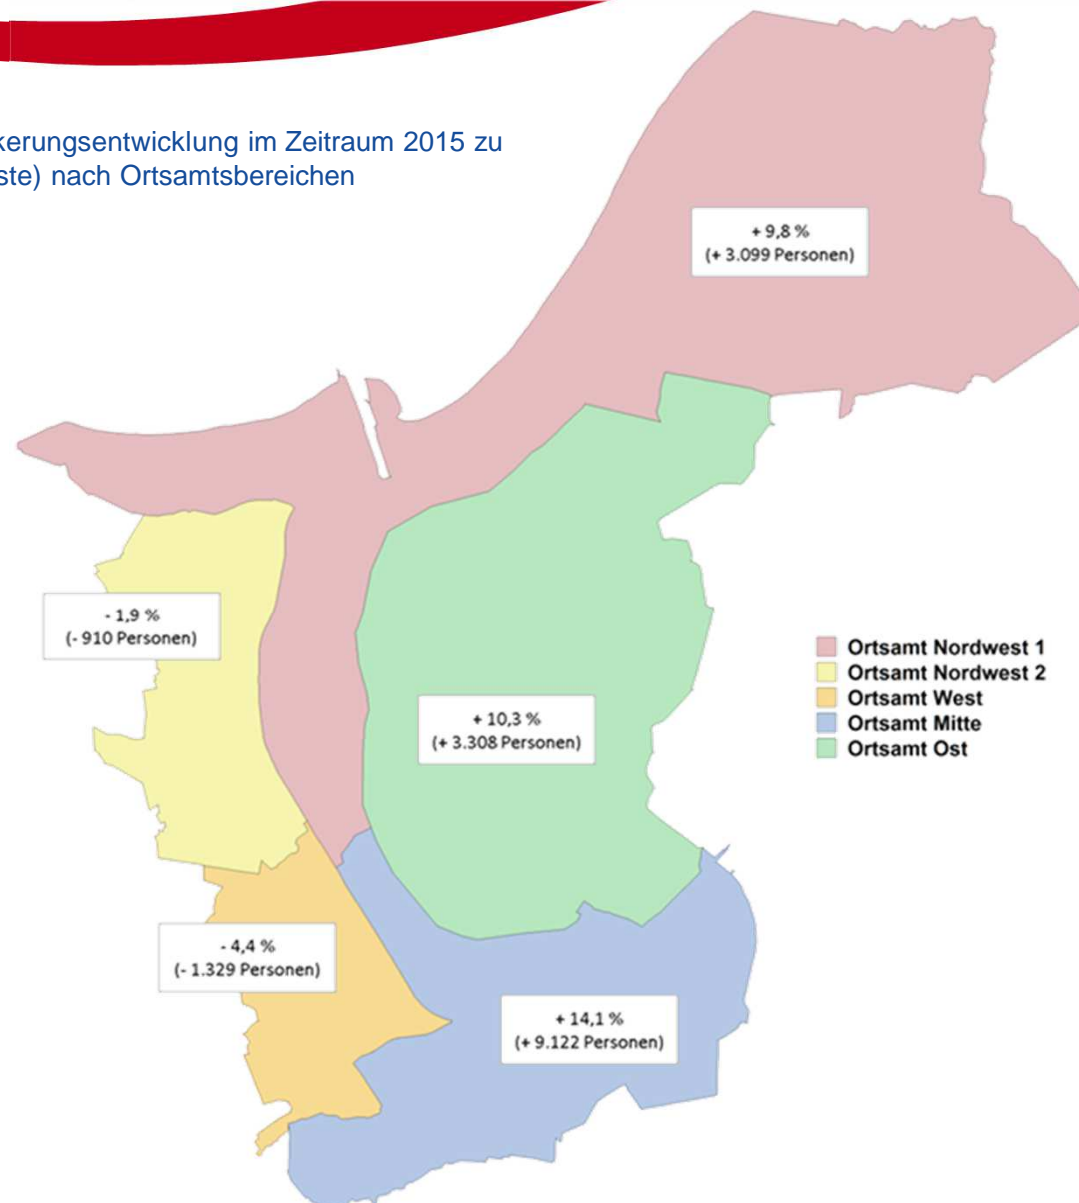 kerungsentwicklung im Zeitraum 2015 zu
ste) nach Ortsamtsbereichen
+ 9,8 %
(+ 3.099 Personen)
- 1,9 %
(- 910 Personen)
Ortsamt Nordwest 1
Ortsamt Nordwest 2
Ortsamt West
Ortsamt Mitte
Ortsamt Ost
+ 10,3 %
(+ 3.308 Personen)
- 4,4 %
(- 1.329 Personen)
+ 14,1 %
(+ 9.122 Personen)